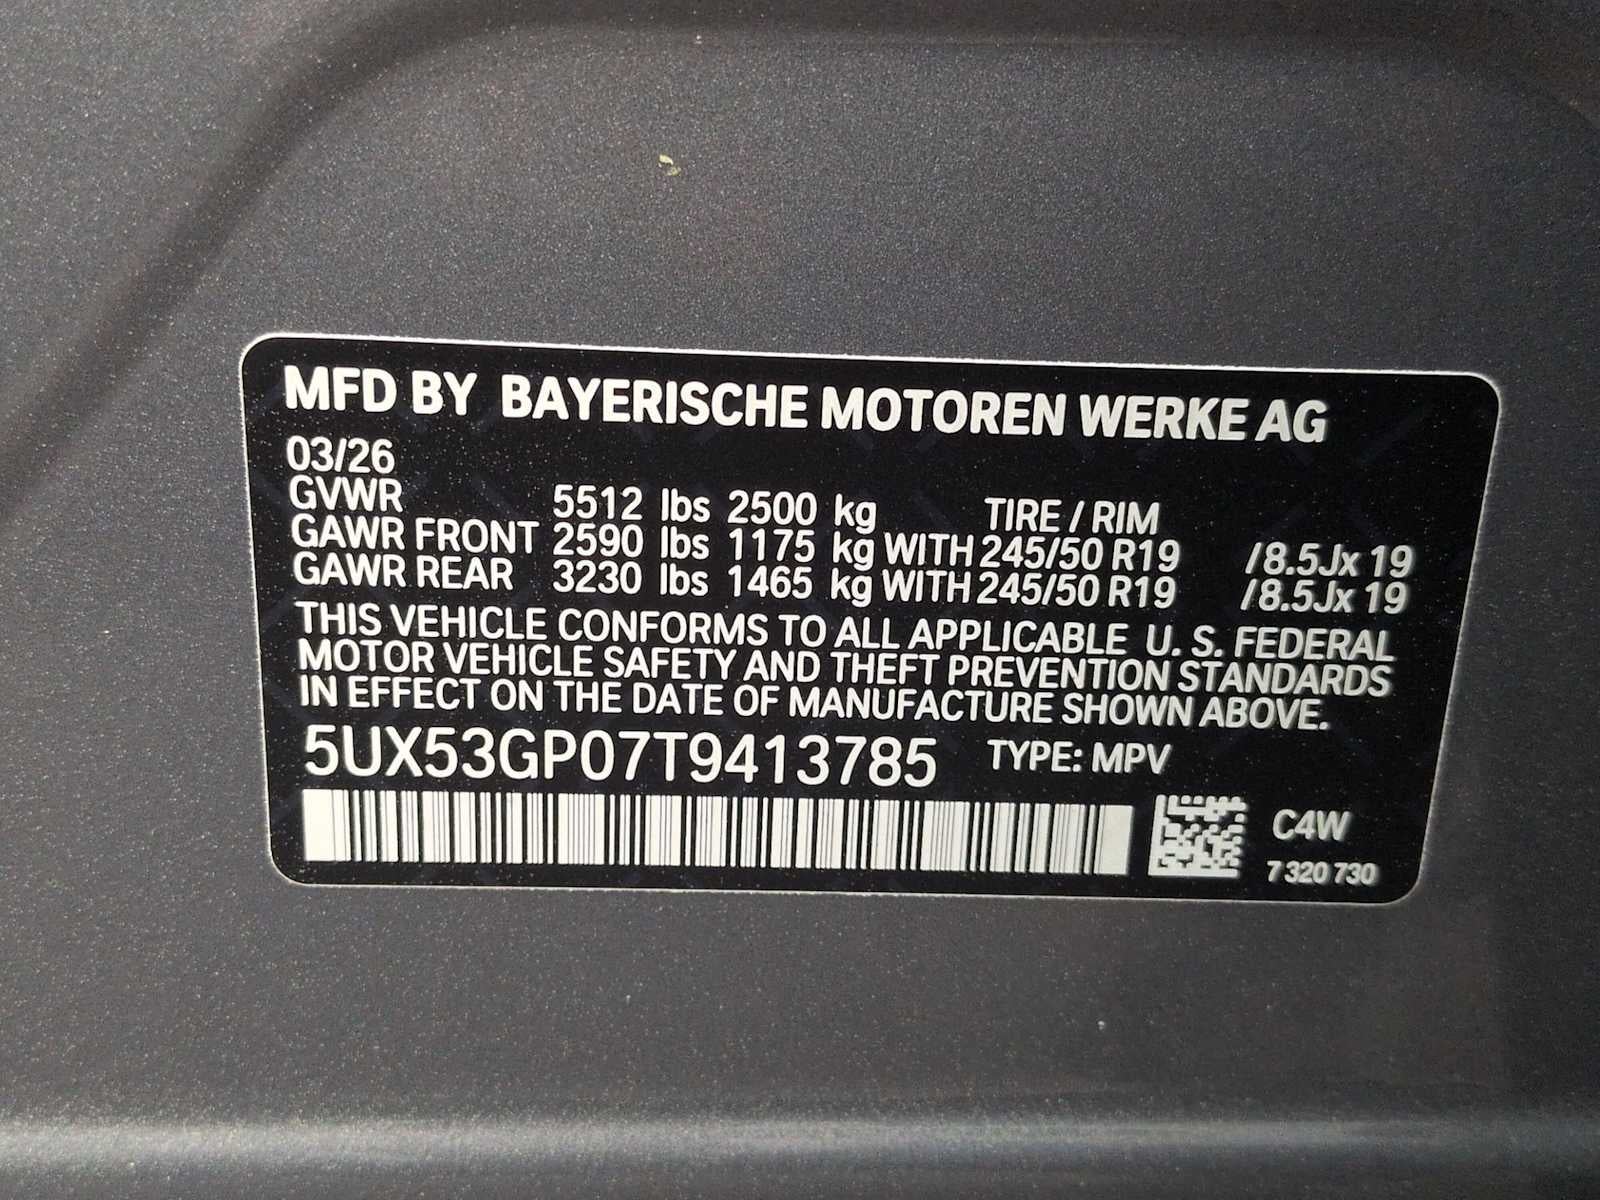 MFD BY BAYERISCHE MOTOREN WERKE AG
03/26
GVWR 5512 lbs 2500 kg TIRE / RIM
GAWR FRONT 2590 lbs 1175 kg WITH 245/50 R19 /8.5Jx 19
GAWR REAR 3230 lbs 1465 kg WITH 245/50 R19 /8.5Jx 19
THIS VEHICLE CONFORMS TO ALL APPLICABLE U. S. FEDERAL
MOTOR VEHICLE SAFETY AND THEFT PREVENTION STANDARDS
IN EFFECT ON THE DATE OF MANUFACTURE SHOWN ABOVE.
5UX53GP07T9413785 TYPE: MPV
C4W
7 320 730